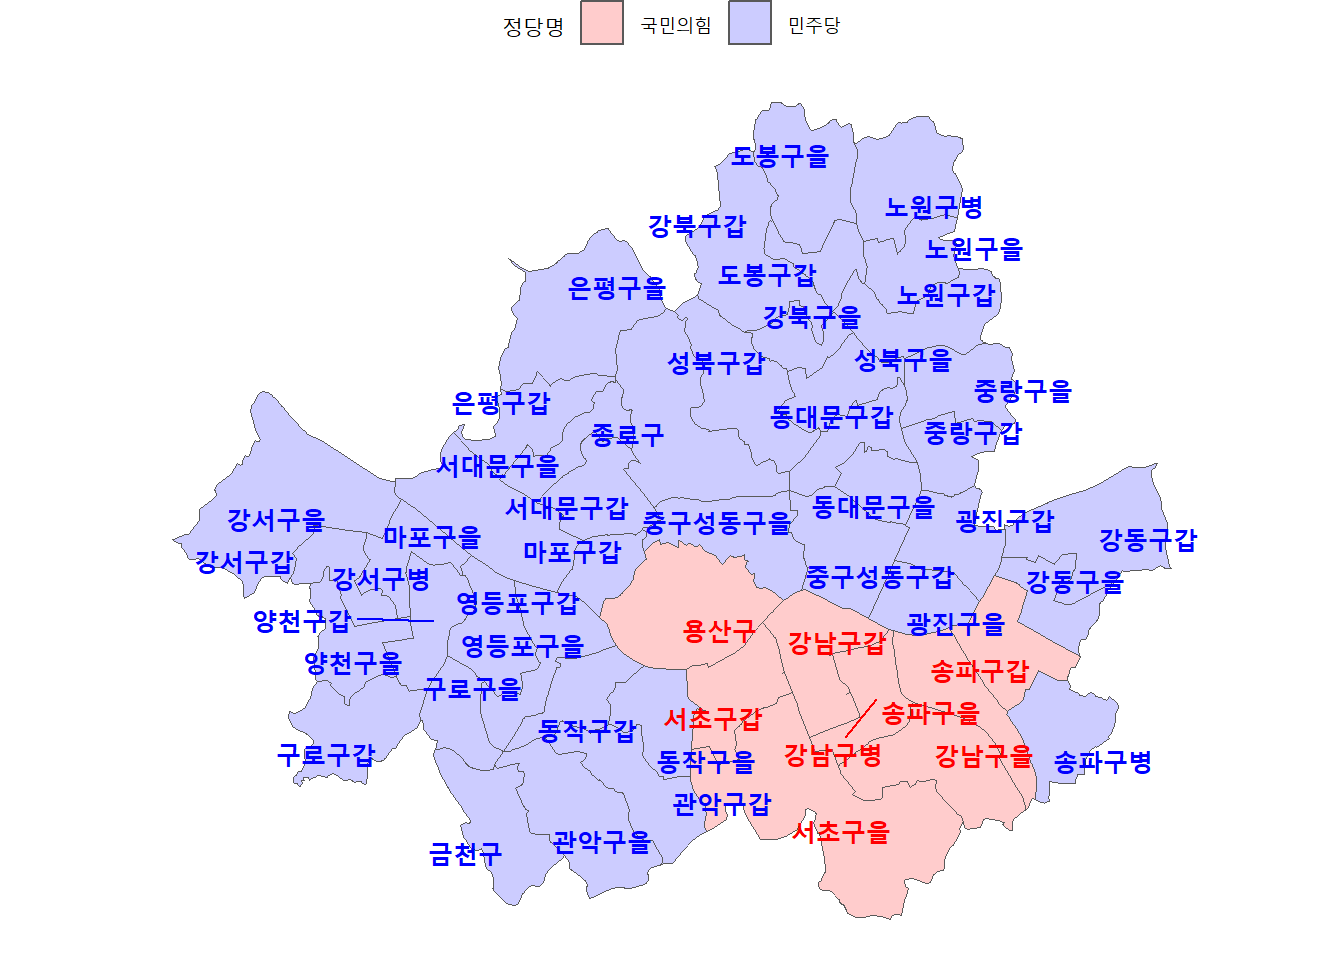 정당명 국민의힘 민주당
도봉구을
노원구병
강북구갑
노원구을
도봉구갑
은평구을
노원구갑
강북구을
성북구갑
성북구을
중랑구을
은평구갑
동대문구갑
종로구
중랑구갑
서대문구을
서대문구갑
동대문구을
강서구을
중구성동구을
광진구갑
마포구을
강동구갑
마포구갑
강서구갑
강서구병
중구성동구갑
강동구을
영등포구갑
양천구갑
광진구을
용산구
강남구갑
영등포구을
양천구을
송파구갑
구로구을
송파구을
서초구갑
동작구갑
구로구갑
강남구병
강남구을
동작구을
송파구병
관악구갑
서초구을
관악구을
금천구